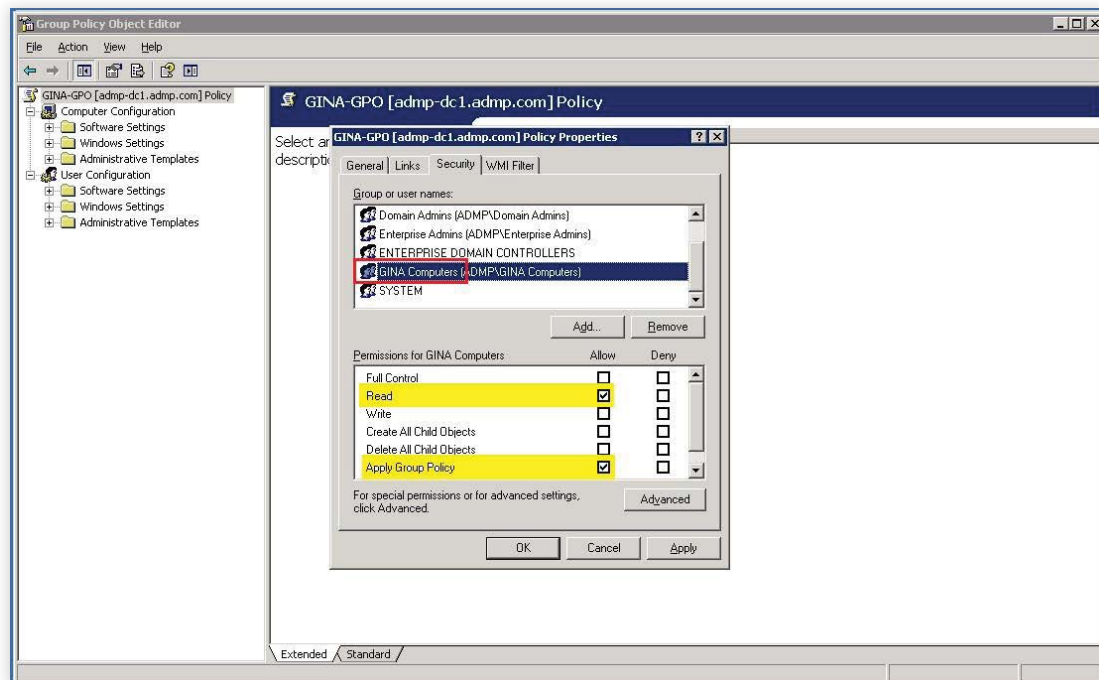 Group Policy Object Editor
File Action View Help
GINA-GPO [admp-dc1.admp.com] Policy
Computer Configuration
Software Settings
Windows Settings
Administrative Templates
User Configuration
Software Settings
Windows Settings
Administrative Templates
GINA-GPO [admp-dc1.admp.com] Policy
Select an
descripti
GINA-GPO [admp-dc1.admp.com] Policy Properties
General Links Security WMI Filter
Group or user names:
Domain Admins (ADMP\Domain Admins)
Enterprise Admins (ADMP\Enterprise Admins)
ENTERPRISE DOMAIN CONTROLLERS
GINA Computers (ADMP\GINA Computers)
SYSTEM
Add... Remove
Permissions for GINA Computers Allow Deny
Full Control
Read
Write
Create All Child Objects
Delete All Child Objects
Apply Group Policy
For special permissions or for advanced settings,
click Advanced.
Advanced
OK Cancel Apply
Extended Standard